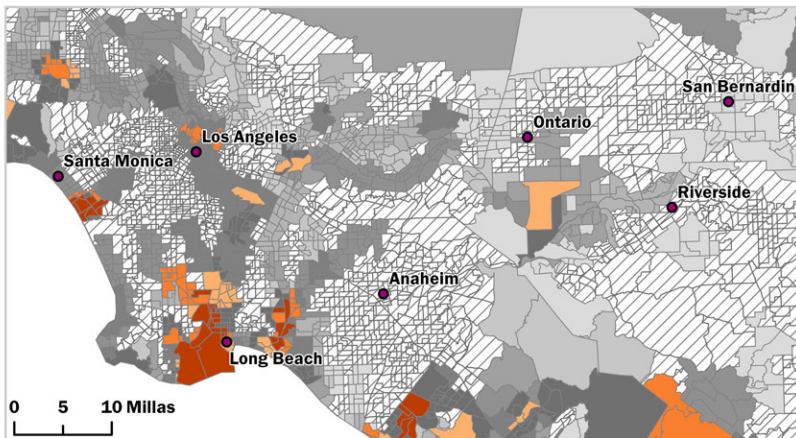 San Bernardin
Ontario
Los Angeles
Santa Monica
Riverside
Anaheim
Long Beach
0 5 10 Millas